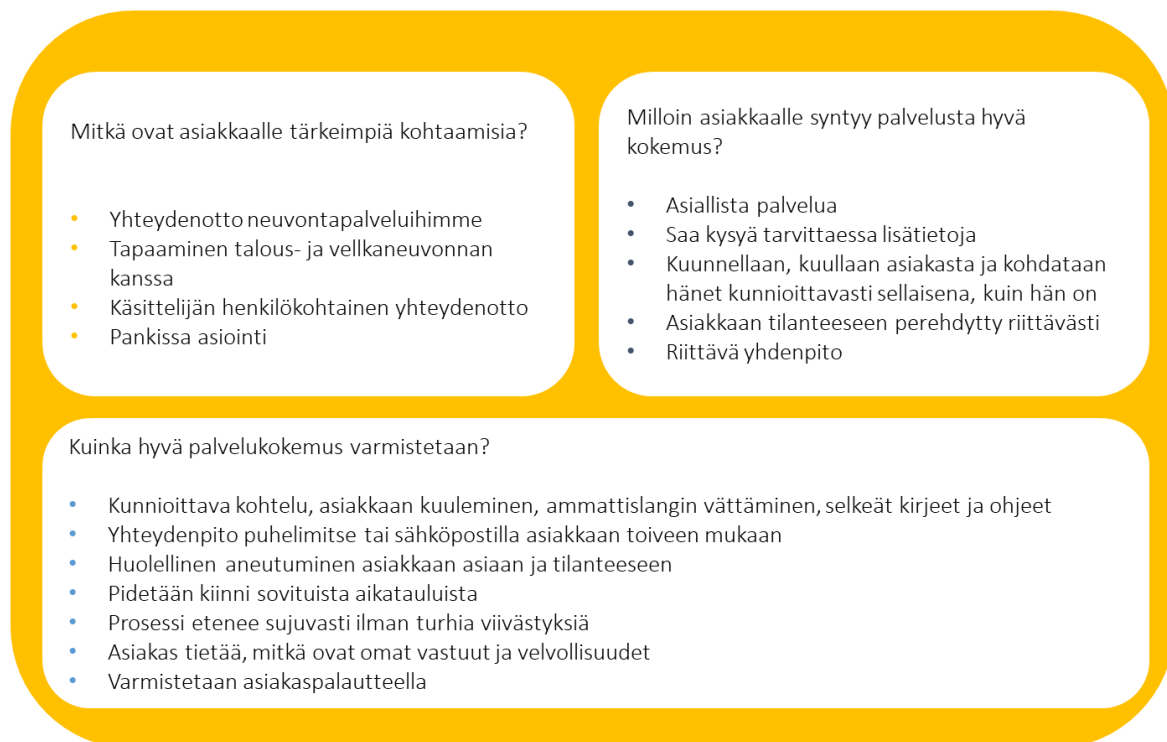 Mitkä ovat asiakkaalle tärkeimpiä kohtaamisia?
• Yhteydenotto neuvontapalveluihimme
• Tapaaminen talous- ja vellkaneuvonnan
kanssa
• Käsittelijän henkilökohtainen yhteydenotto
• Pankissa asiointi
Milloin asiakkaalle syntyy palvelusta hyvä
kokemus?
• Asiallista palvelua
• Saa kysyä tarvittaessa lisätietoja
• Kuunnellaan, kuullaan asiakasta ja kohdataan
hänet kunnioittavasti sellaisena, kuin hän on
• Asiakkaan tilanteeseen perehdytty riittävästi
• Riittävä yhdenpito
Kuinka hyvä palvelukokemus varmistetaan?
• Kunnioittava kohtelu, asiakkaan kuuleminen, ammattislangin vättäminen, selkeät kirjeet ja ohjeet
• Yhteydenpito puhelimitse tai sähköpostilla asiakkaan toiveen mukaan
• Huolellinen aneutuminen asiakkaan asiaan ja tilanteeseen
• Pidetään kiinni sovituista aikatauluista
• Prosessi etenee sujuvasti ilman turhia viivästyksiä
• Asiakas tietää, mitkä ovat omat vastuut ja velvollisuudet
• Varmistetaan asiakaspalautteella